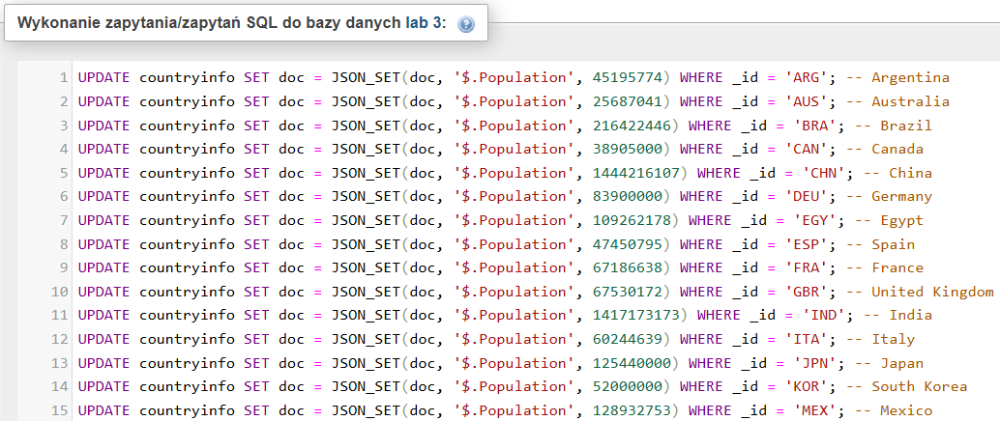 Wykonanie zapytania/zapytań SQL do bazy danych lab 3:
1 UPDATE countryinfo SET doc = JSON_SET(doc, '$.Population', 45195774) WHERE _id = 'ARG'; -- Argentina
2 UPDATE countryinfo SET doc = JSON_SET(doc, '$.Population', 25687041) WHERE _id = 'AUS'; -- Australia
3 UPDATE countryinfo SET doc = JSON_SET(doc, '$.Population', 216422446) WHERE _id = 'BRA'; -- Brazil
4 UPDATE countryinfo SET doc = JSON_SET(doc, '$.Population', 38905000) WHERE _id = 'CAN'; -- Canada
5 UPDATE countryinfo SET doc = JSON_SET(doc, '$.Population', 1444216107) WHERE _id = 'CHN'; -- China
6 UPDATE countryinfo SET doc = JSON_SET(doc, '$.Population', 83900000) WHERE _id = 'DEU'; -- Germany
7 UPDATE countryinfo SET doc = JSON_SET(doc, '$.Population', 109262178) WHERE _id = 'EGY'; -- Egypt
8 UPDATE countryinfo SET doc = JSON_SET(doc, '$.Population', 47450795) WHERE _id = 'ESP'; -- Spain
9 UPDATE countryinfo SET doc = JSON_SET(doc, '$.Population', 67186638) WHERE _id = 'FRA'; -- France
10 UPDATE countryinfo SET doc = JSON_SET(doc, '$.Population', 67530172) WHERE _id = 'GBR'; -- United Kingdom
11 UPDATE countryinfo SET doc = JSON_SET(doc, '$.Population', 1417173173) WHERE _id = 'IND'; -- India
12 UPDATE countryinfo SET doc = JSON_SET(doc, '$.Population', 60244639) WHERE _id = 'ITA'; -- Italy
13 UPDATE countryinfo SET doc = JSON_SET(doc, '$.Population', 125440000) WHERE _id = 'JPN'; -- Japan
14 UPDATE countryinfo SET doc = JSON_SET(doc, '$.Population', 52000000) WHERE _id = 'KOR'; -- South Korea
15 UPDATE countryinfo SET doc = JSON_SET(doc, '$.Population', 128932753) WHERE _id = 'MEX'; -- Mexico